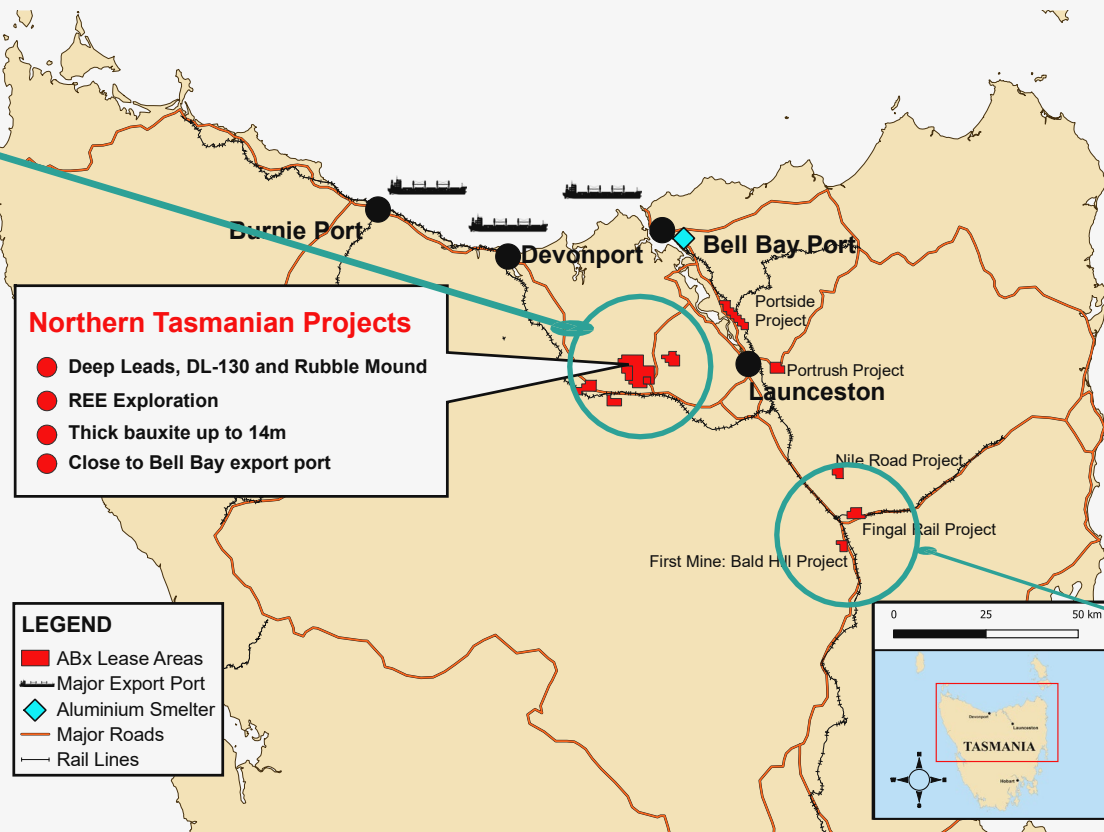 Burnie Port
Devonport
Bell Bay Port
Portside
Project
Northern Tasmanian Projects
Deep Leads, DL-130 and Rubble Mound
REE Exploration
Thick bauxite up to 14m
Close to Bell Bay export port
Portrush Project
Launceston
Nile Road Project
Fingal Rail Project
First Mine: Bald Hill Project
LEGEND
ABx Lease Areas
Major Export Port
Aluminium Smelter
Major Roads
Rail Lines
0 25 50 km
Devonport
Launceston
TASMANIA
Hobart